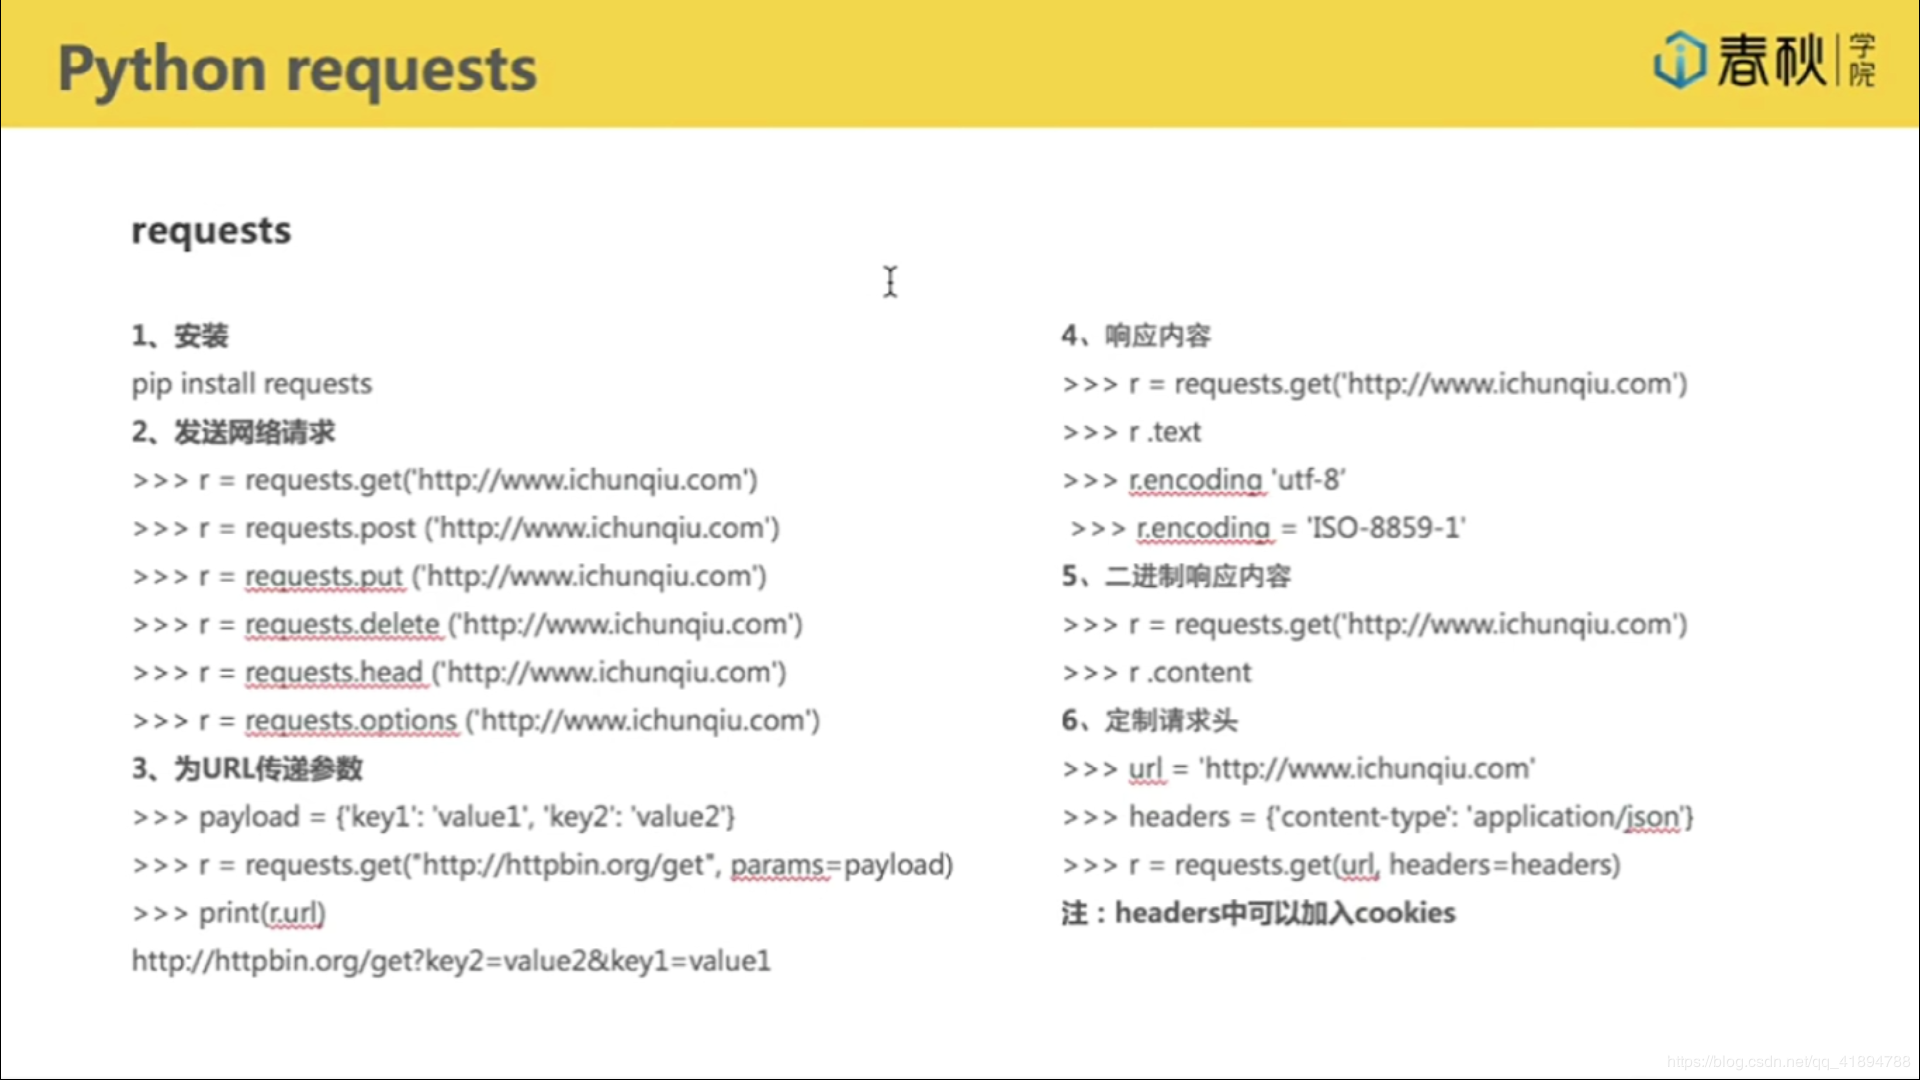 Python requests
春秋学院
requests
1、安装
pip install requests
2、发送网络请求
>>> r = requests.get('http://www.ichunqiu.com')
>>> r = requests.post ('http://www.ichunqiu.com')
>>> r = requests.put ('http://www.ichunqiu.com')
>>> r = requests.delete ('http://www.ichunqiu.com')
>>> r = requests.head ('http://www.ichunqiu.com')
>>> r = requests.options ('http://www.ichunqiu.com')
3、为URL传递参数
>>> payload = {'key1': 'value1', 'key2': 'value2'}
>>> r = requests.get("http://httpbin.org/get", params=payload)
>>> print(r.url)
http://httpbin.org/get?key2=value2&key1=value1
4、响应内容
>>> r = requests.get('http://www.ichunqiu.com')
>>> r .text
>>> r.encoding 'utf-8'
>>> r.encoding = 'ISO-8859-1'
5、二进制响应内容
>>> r = requests.get('http://www.ichunqiu.com')
>>> r .content
6、定制请求头
>>> url = 'http://www.ichunqiu.com'
>>> headers = {'content-type': 'application/json'}
>>> r = requests.get(url, headers=headers)
注：headers中可以加入cookies
https://blog.csdn.net/qq_41894788